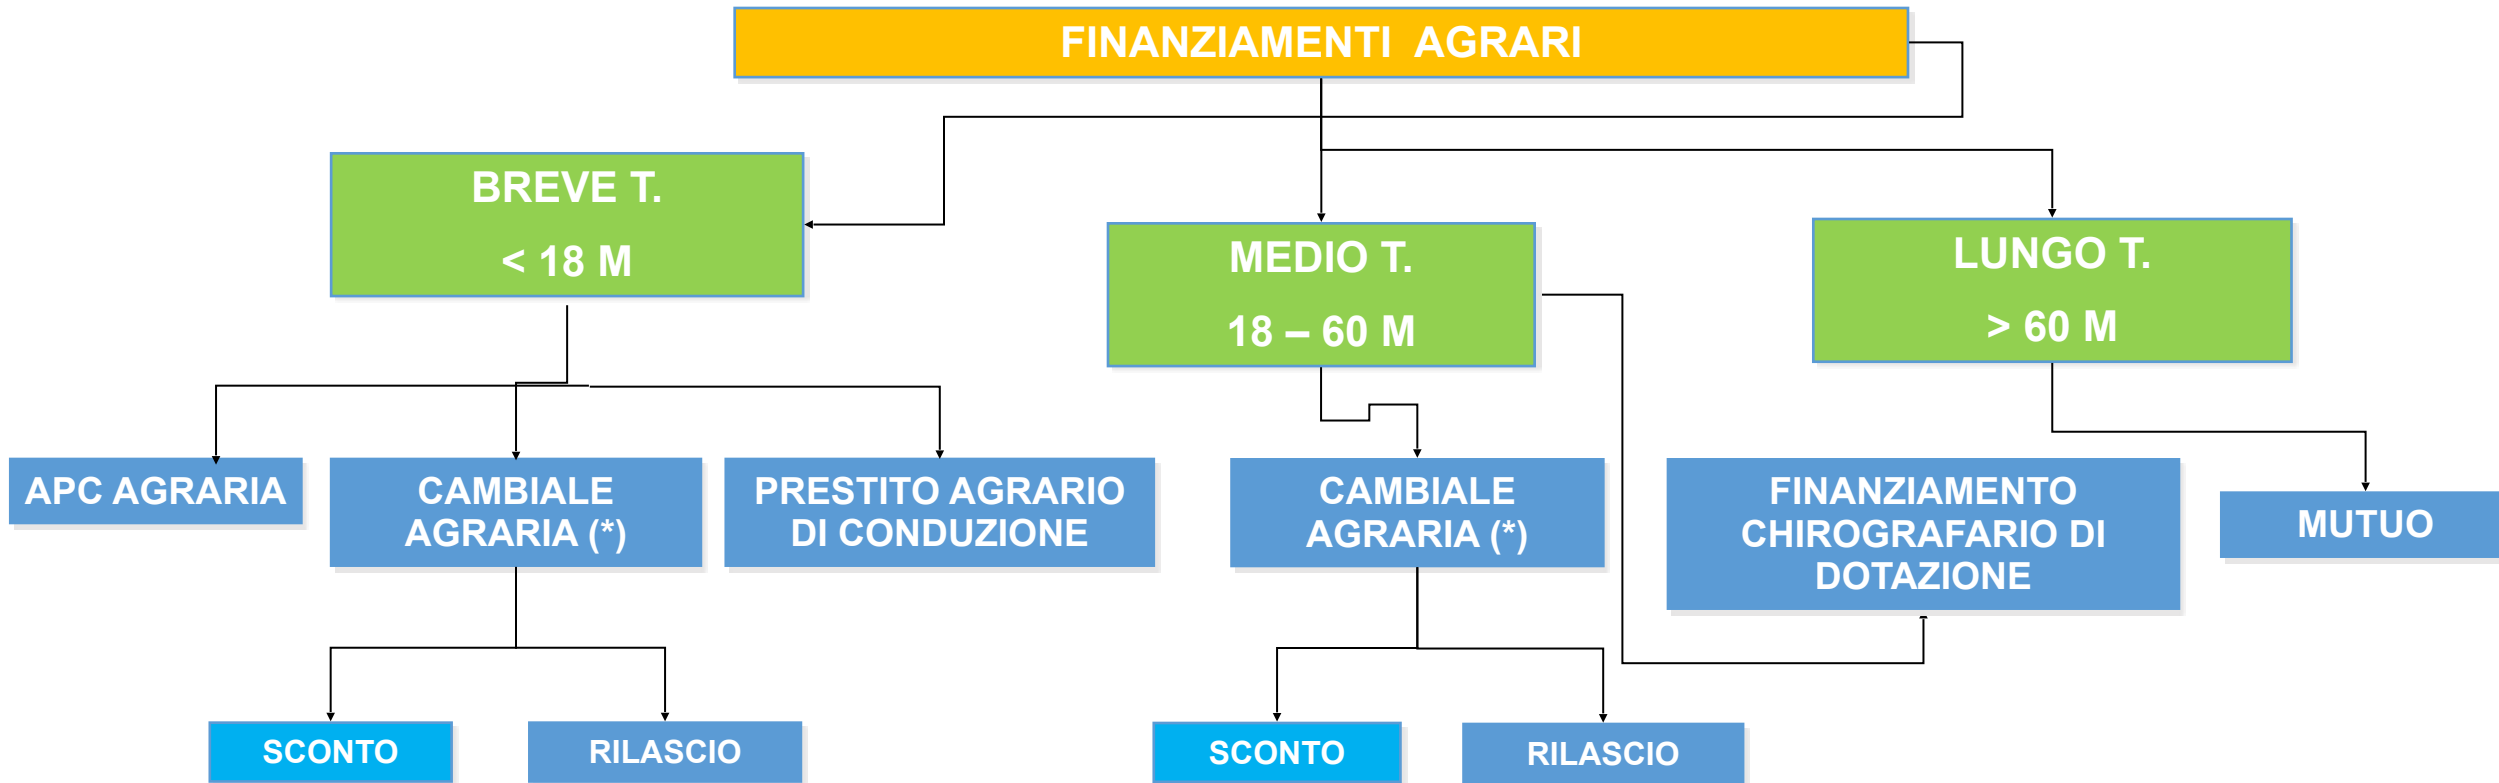 FINANZIAMENTI AGRARI
BREVE T.
< 18 M
MEDIO T.
18 – 60 M
LUNGO T.
> 60 M
APC AGRARIA
CAMBIALE
AGRARIA (*)
PRESTITO AGRARIO
DI CONDUZIONE
CAMBIALE
AGRARIA (*)
FINANZIAMENTO
CHIROGRAFARIO DI
DOTAZIONE
MUTUO
SCONTO
RILASCIO
SCONTO
RILASCIO